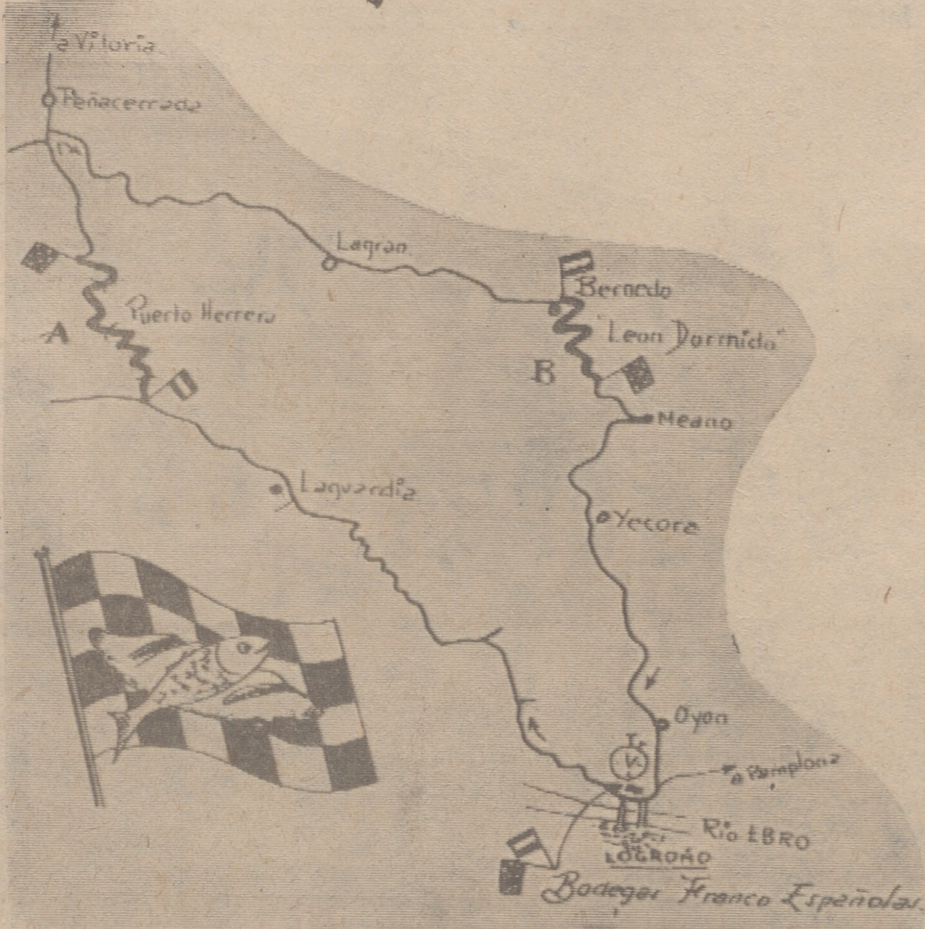 a Vitoria
Peñacerrada
Lagran
Bernedo
Puerto Herrera
"Leon Dormido"
A
B
Meano
Laguardia
Yecora
Oyon
a Pamplona
Rio EBRO
LOGROÑO
Bodegas Franco Españolas